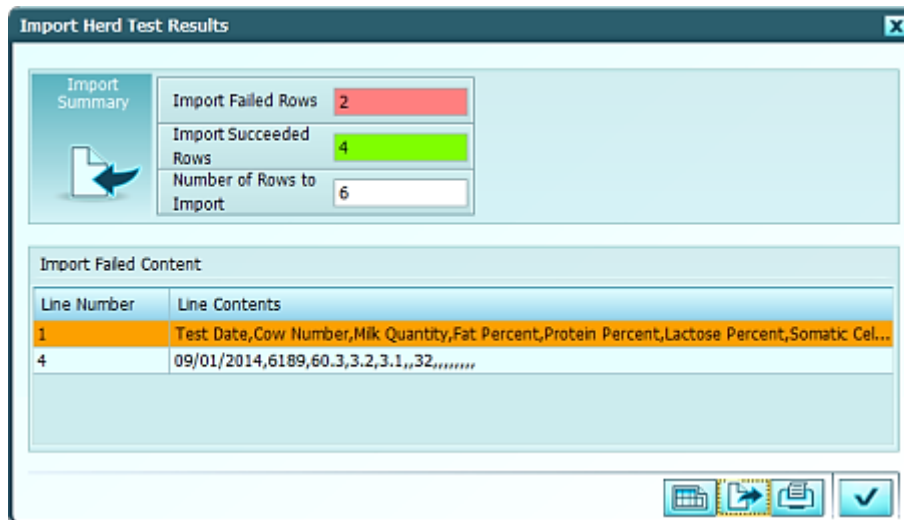 Import Herd Test Results
Import
Summary
Import Failed Rows 2
Import Succeeded
Rows 4
Number of Rows to
Import 6
Import Failed Content
Line Number Line Contents
1 Test Date,Cow Number,Milk Quantity,Fat Percent,Protein Percent,Lactose Percent,Somatic Cel...
4 09/01/2014,6189,60.3,3.2,3.1,,32,,,,,,,,